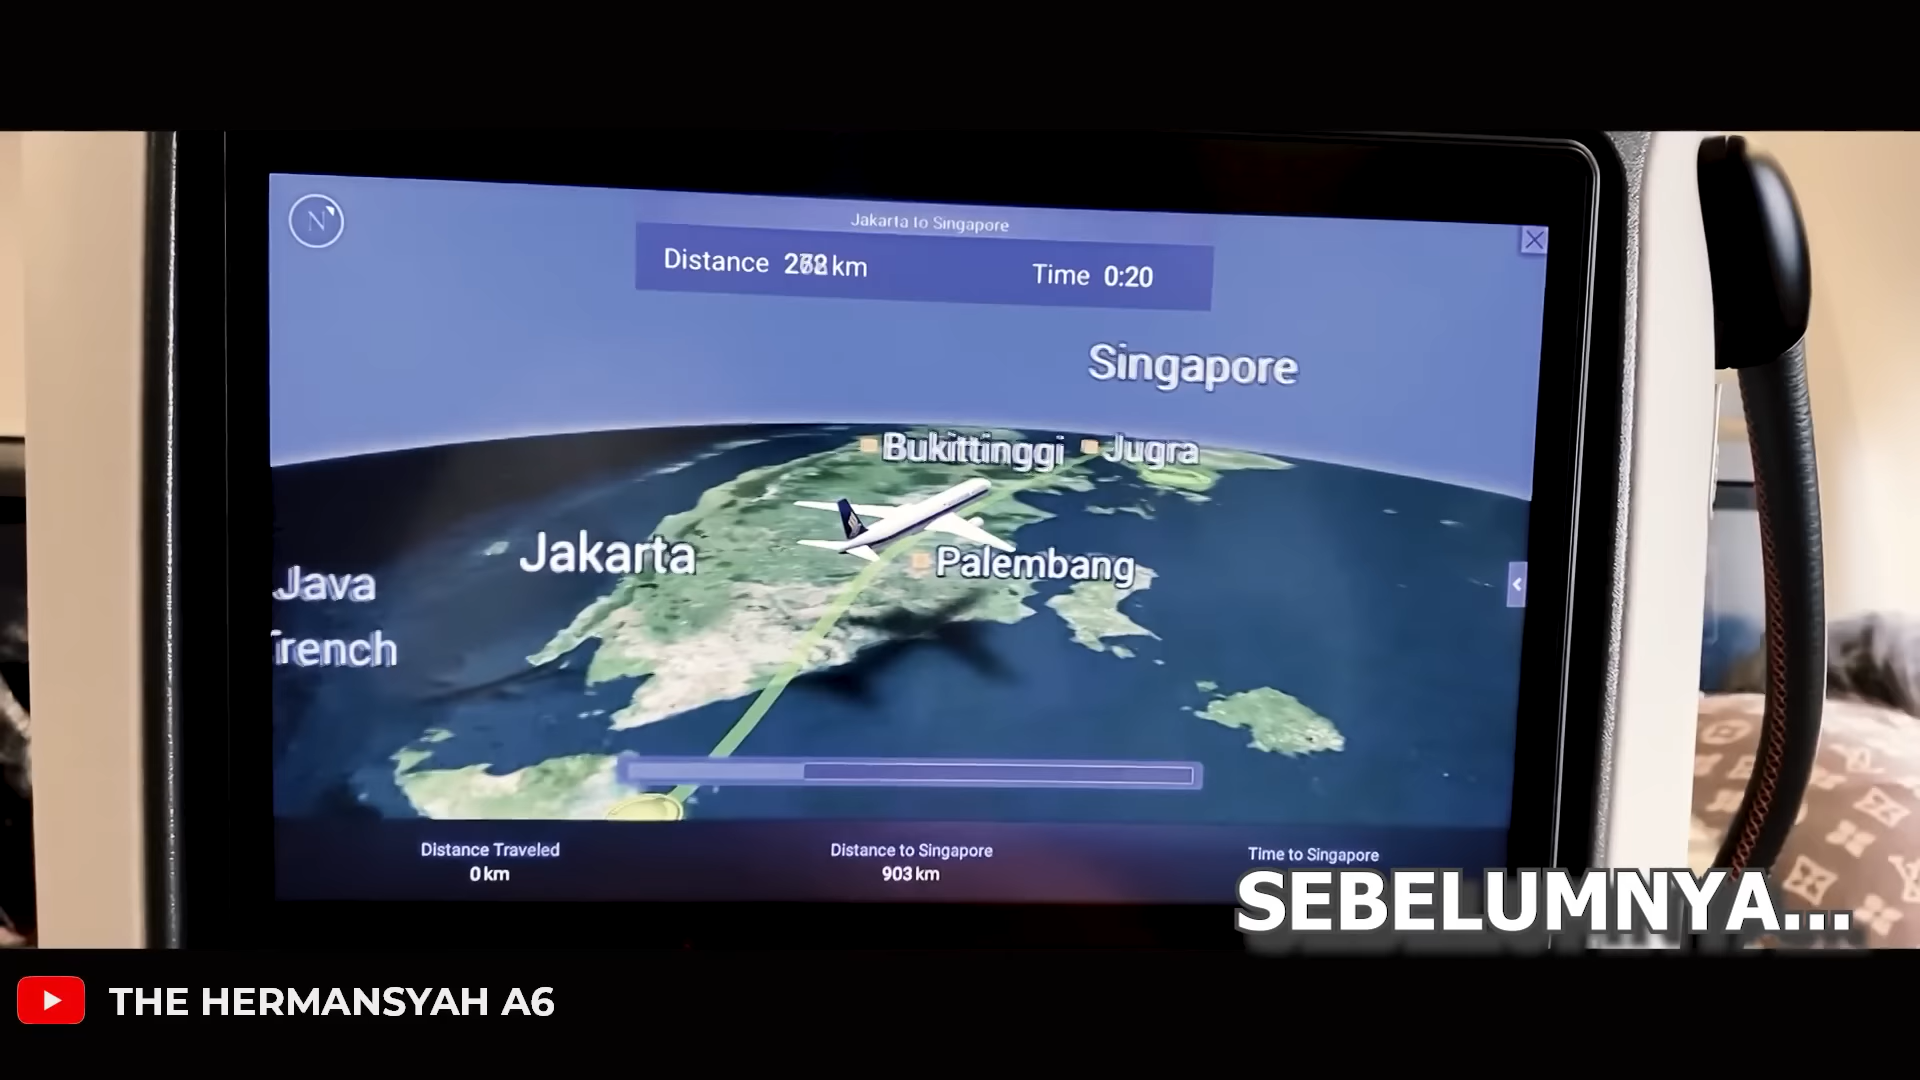 N
Jakarta to Singapore
Distance km
Time 0:20
Singapore
Bukittinggi
Jugra
Jakarta
Palembang
Java
Trench
Distance Traveled
0 km
Distance to Singapore
903 km
Time to Singapore
SEBELUMNYA...
THE HERMANSYAH A6